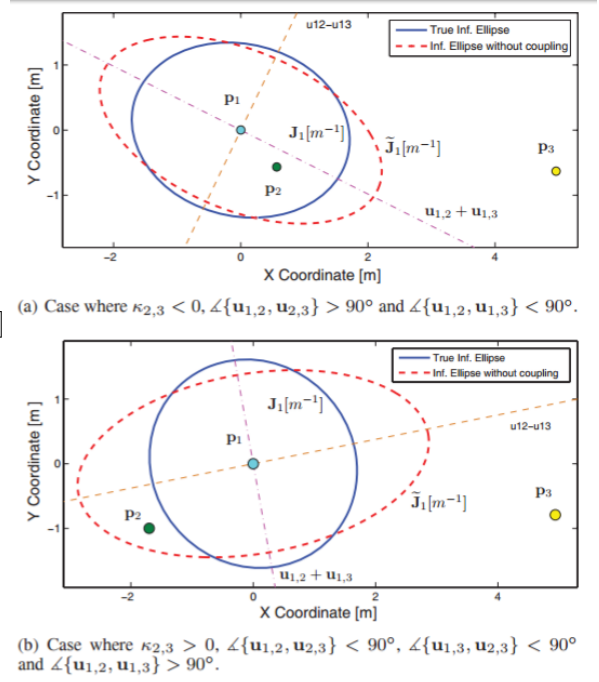 u12−u13
True Inf. Ellipse
Inf. Ellipse without coupling
Y Coordinate [m]
1
0
−1
p1
J1[m−1]
J̃1[m−1]
p3
p2
u1,2 + u1,3
−2
0
2
4
X Coordinate [m]
(a) Case where κ2,3 < 0, ∡{u1,2, u2,3} > 90° and ∡{u1,2, u1,3} < 90°.
True Inf. Ellipse
Inf. Ellipse without coupling
Y Coordinate [m]
1
0
−1
J1[m−1]
u12−u13
p1
p3
J̃1[m−1]
p2
u1,2 + u1,3
−2
0
2
4
X Coordinate [m]
(b) Case where κ2,3 > 0, ∡{u1,2, u2,3} < 90°, ∡{u1,3, u2,3} < 90°
and ∡{u1,2, u1,3} > 90°.